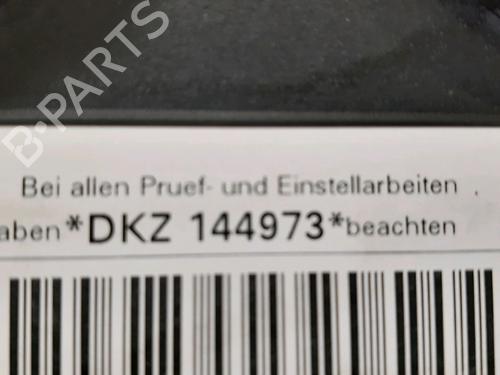 B-PARTS
Bei allen Pruef- und Einstellarbeiten .
aben *DKZ 144973* beachten